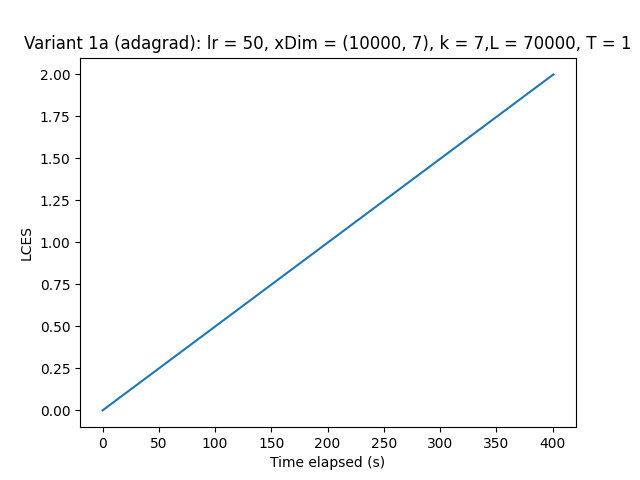 Variant 1a (adagrad): lr = 50, xDim = (10000, 7), k = 7,L = 70000, T = 1
2.00
1.75
1.50
1.25
1.00
0.75
0.50
0.25
0.00
LCES
0 50 100 150 200 250 300 350 400
Time elapsed (s)